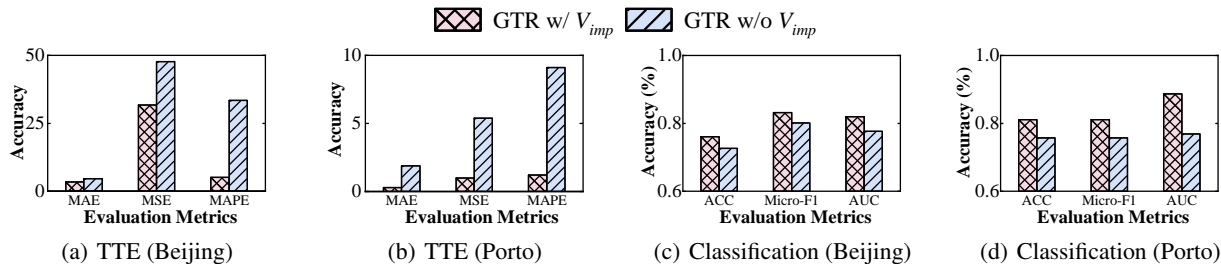 GTR w/ V_imp GTR w/o V_imp
50
25
0
Accuracy
MAE MSE MAPE
Evaluation Metrics
(a) TTE (Beijing)
10
5
0
Accuracy
MAE MSE MAPE
Evaluation Metrics
(b) TTE (Porto)
1.0
0.8
0.6
Accuracy (%)
ACC Micro-F1 AUC
Evaluation Metrics
(c) Classification (Beijing)
1.0
0.8
0.6
Accuracy (%)
ACC Micro-F1 AUC
Evaluation Metrics
(d) Classification (Porto)